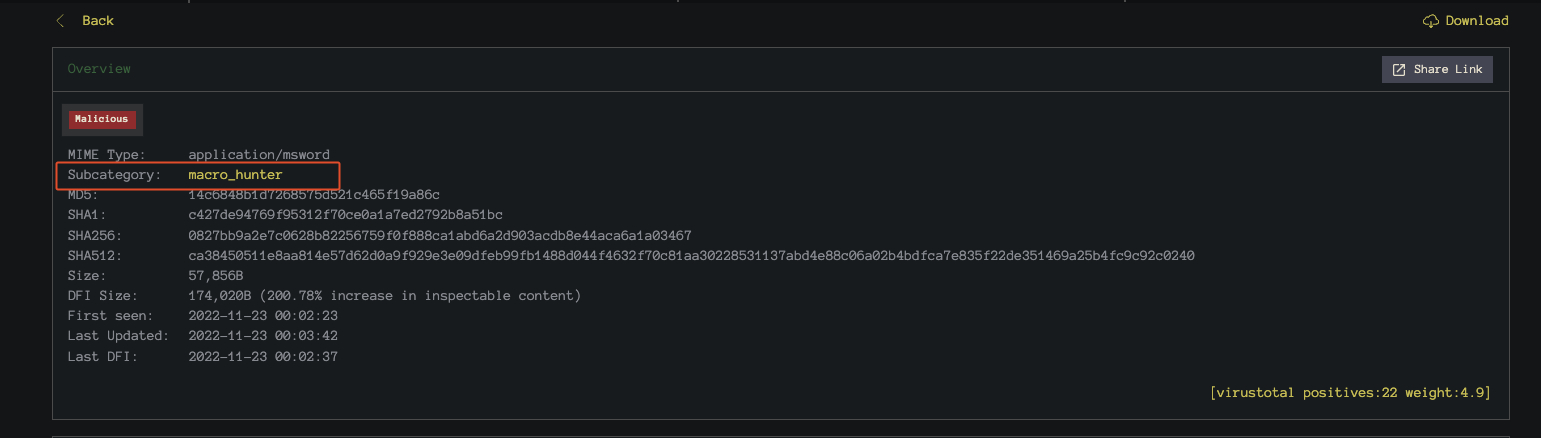 Back
Download
Overview
Share Link
Malicious
MIME Type: application/msword
Subcategory: macro_hunter
MD5: 14c6848b1d7268575d521c465f19a86c
SHA1: c427de94769f95312f70ce0a1a7ed2792b8a51bc
SHA256: 0827bb9a2e7c0628b82256759f0f888ca1abd6a2d903acdb8e44aca6a1a03467
SHA512: ca38450511e8aa814e57d62d0a9f929e3e09dfeb99fb1488d044f4632f70c81aa30228531137abd4e88c06a02b4bdfca7e835f22de351469a25b4fc9c92c0240
Size: 57,856B
DFI Size: 174,020B (200.78% increase in inspectable content)
First seen: 2022-11-23 00:02:23
Last Updated: 2022-11-23 00:03:42
Last DFI: 2022-11-23 00:02:37
[virustotal positives:22 weight:4.9]